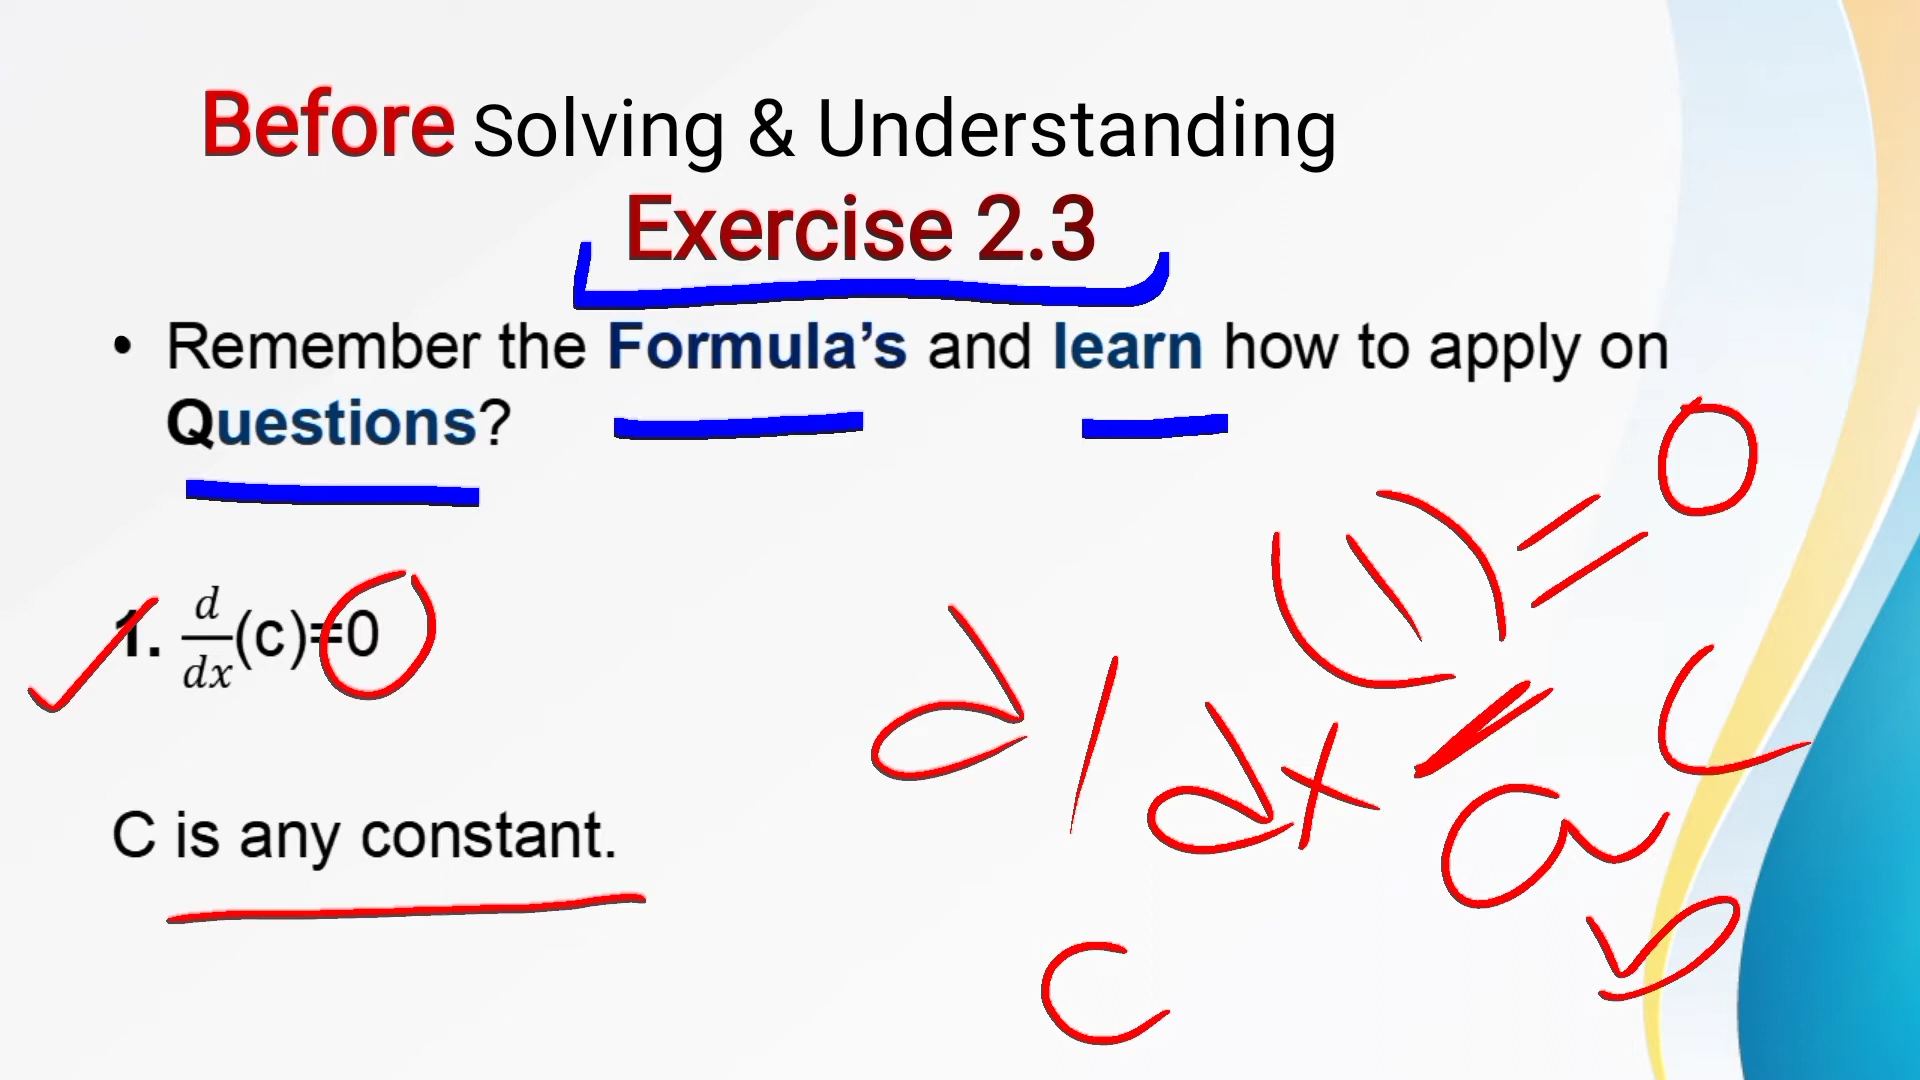 Before Solving & Understanding
Exercise 2.3
• Remember the Formula's and learn how to apply on
Questions?
1. d/dx(c)=0
d/dx (1) = 0
C is any constant.
a
b
c
c